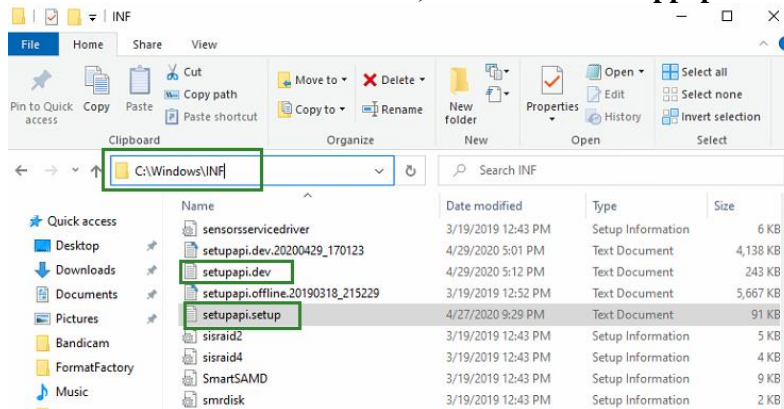 INF
File Home Share View
Pin to Quick access
Copy
Paste
Cut
Copy path
Paste shortcut
Clipboard
Move to
Copy to
Delete
Rename
Organize
New folder
New
Properties
Open
Edit
History
Open
Select all
Select none
Invert selection
Select
C:\Windows\INF
Search INF
Quick access
Desktop
Downloads
Documents
Pictures
Bandicam
FormatFactory
Music
Name Date modified Type Size
sensorsservicedriver 3/19/2019 12:43 PM Setup Information 6 KB
setupapi.dev.20200429_170123 4/29/2020 5:01 PM Text Document 4,138 KB
setupapi.dev 4/29/2020 5:12 PM Text Document 243 KB
setupapi.offline.20190318_215229 3/19/2019 12:52 PM Text Document 5,667 KB
setupapi.setup 4/27/2020 9:29 PM Text Document 91 KB
sisraid2 3/19/2019 12:43 PM Setup Information 5 KB
sisraid4 3/19/2019 12:43 PM Setup Information 4 KB
SmartSAMD 3/19/2019 12:43 PM Setup Information 9 KB
smrdisk 3/19/2019 12:43 PM Setup Information 2 KB